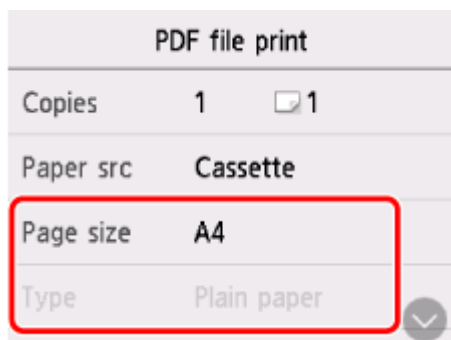 PDF file print
Copies 1 1
Paper src Cassette
Page size A4
Type Plain paper